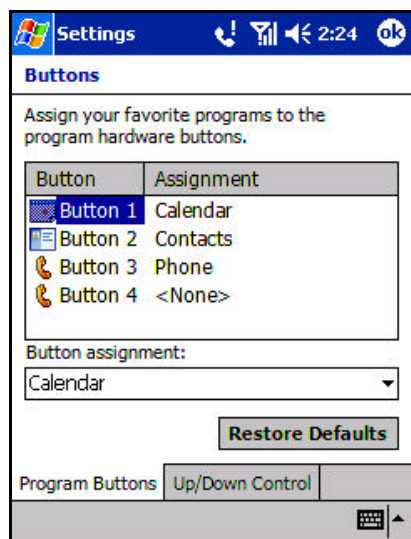 Settings 2:24 ok
Buttons
Assign your favorite programs to the
program hardware buttons.
Button Assignment
Button 1 Calendar
Button 2 Contacts
Button 3 Phone
Button 4 <None>
Button assignment:
Calendar
Restore Defaults
Program Buttons Up/Down Control